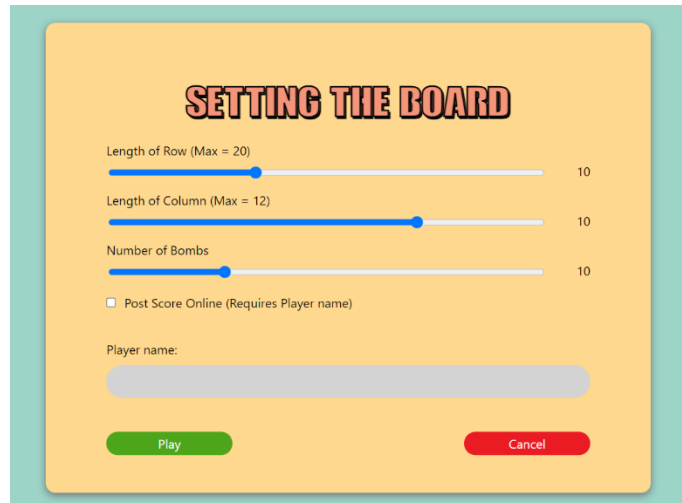 SETTING THE BOARD
Length of Row (Max = 20)
10
Length of Column (Max = 12)
10
Number of Bombs
10
Post Score Online (Requires Player name)
Player name:
Play
Cancel